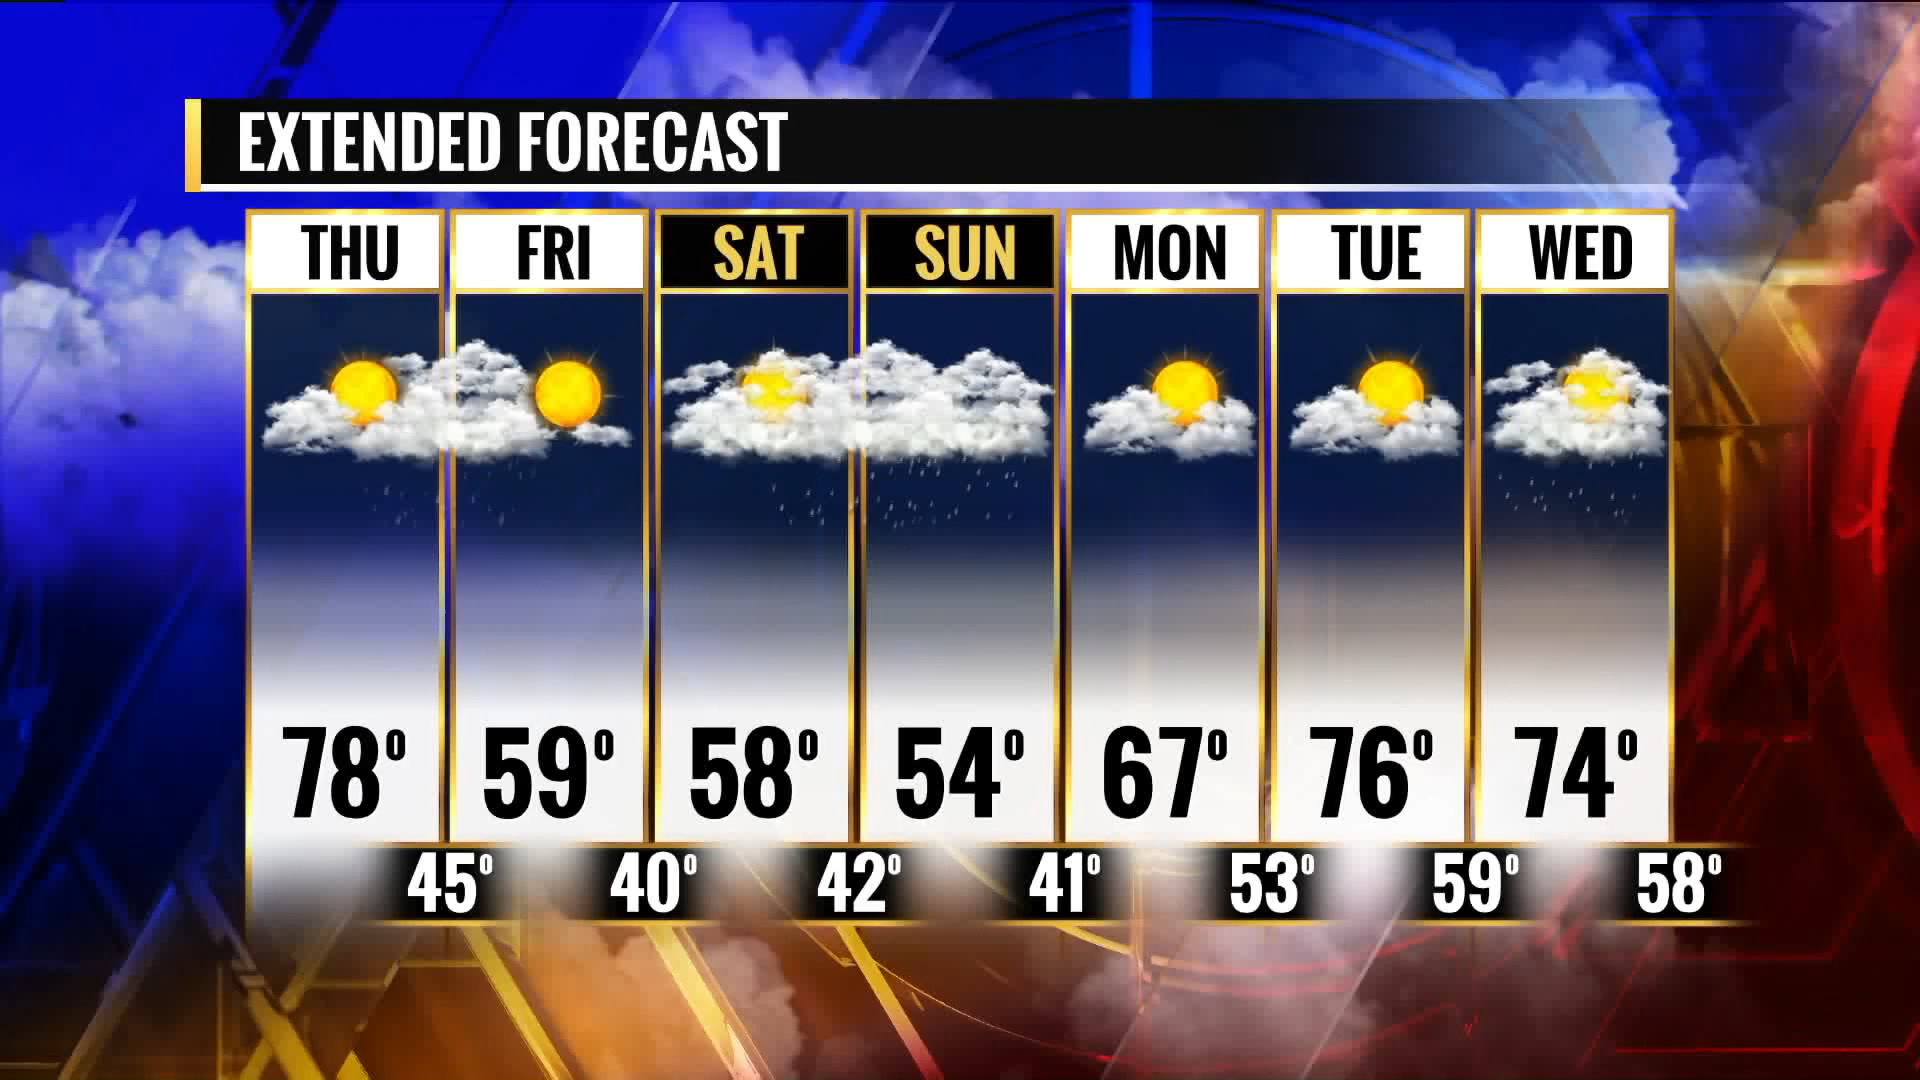 EXTENDED FORECAST
THU FRI SAT SUN MON TUE WED
78° 59° 58° 54° 67° 76° 74°
45° 40° 42° 41° 53° 59° 58°